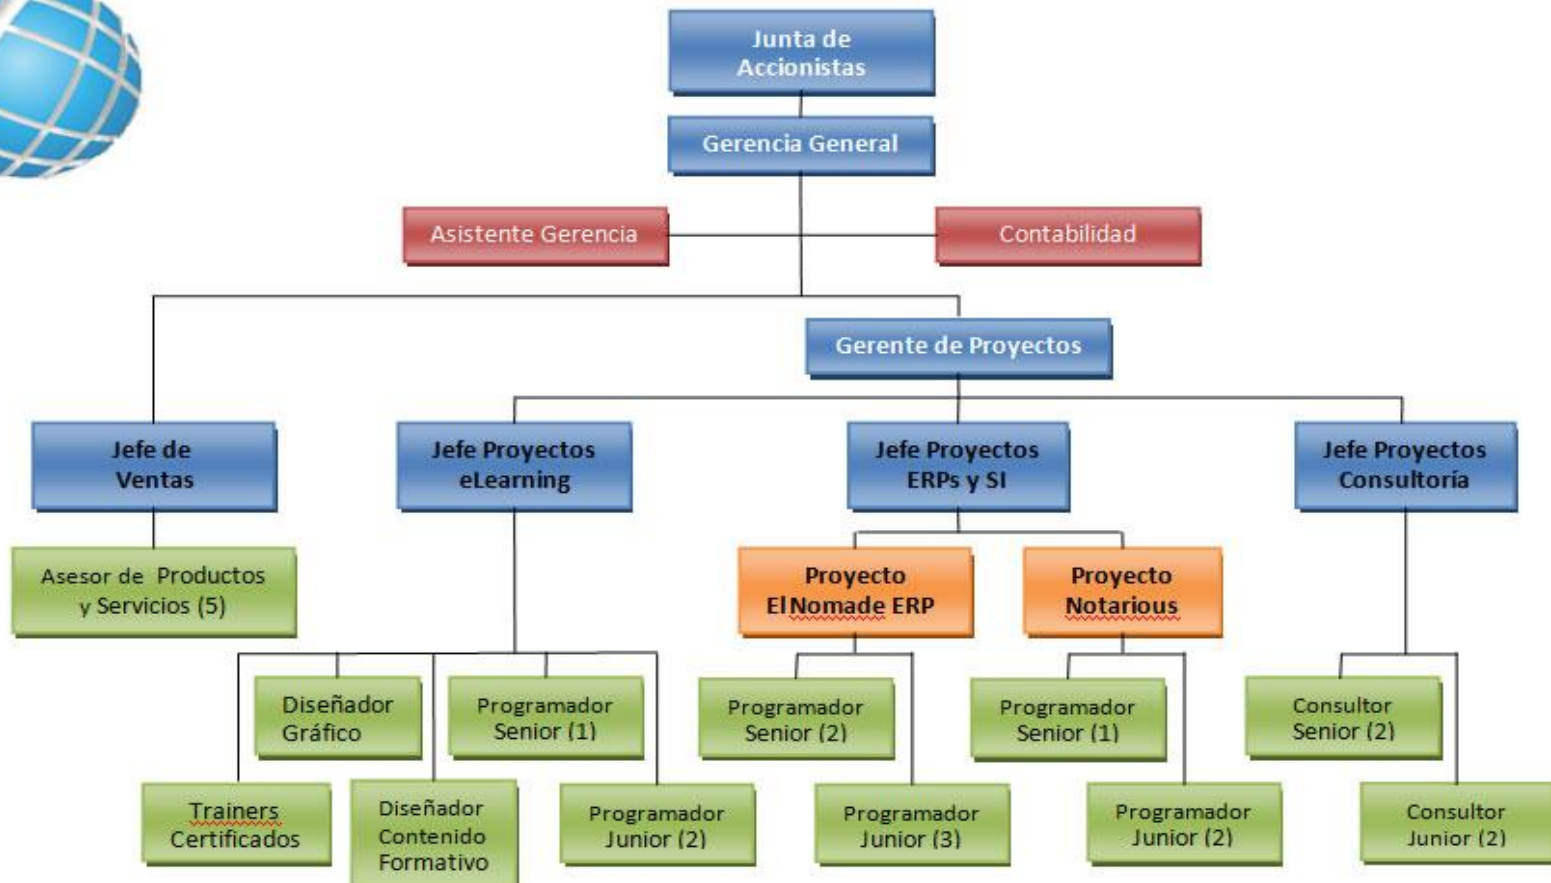 Junta de
Accionistas
Gerencia General
Asistente Gerencia
Contabilidad
Gerente de Proyectos
Jefe de
Ventas
Jefe Proyectos
eLearning
Jefe Proyectos
ERPs y SI
Jefe Proyectos
Consultoría
Asesor de Productos
y Servicios (5)
Proyecto
El Nomade ERP
Proyecto
Notarious
Diseñador
Gráfico
Programador
Senior (1)
Programador
Senior (2)
Programador
Senior (1)
Consultor
Senior (2)
Trainers
Certificados
Diseñador
Contenido
Formativo
Programador
Junior (2)
Programador
Junior (3)
Programador
Junior (2)
Consultor
Junior (2)